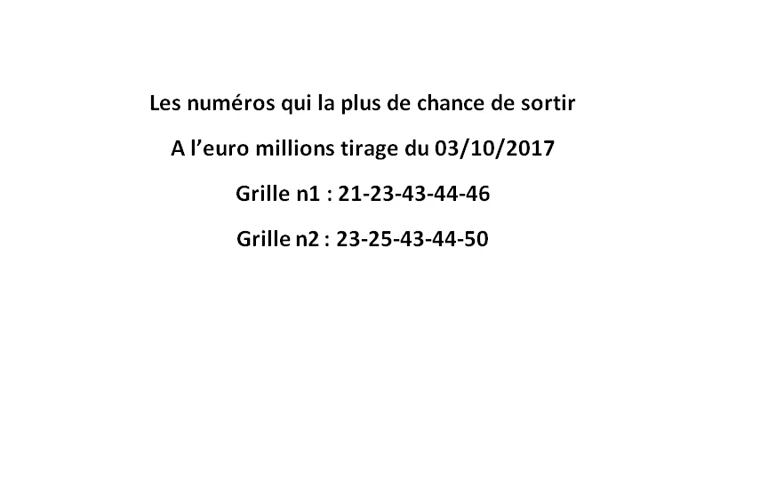 Les numéros qui la plus de chance de sortir
A l’euro millions tirage du 03/10/2017
Grille n1 : 21-23-43-44-46
Grille n2 : 23-25-43-44-50